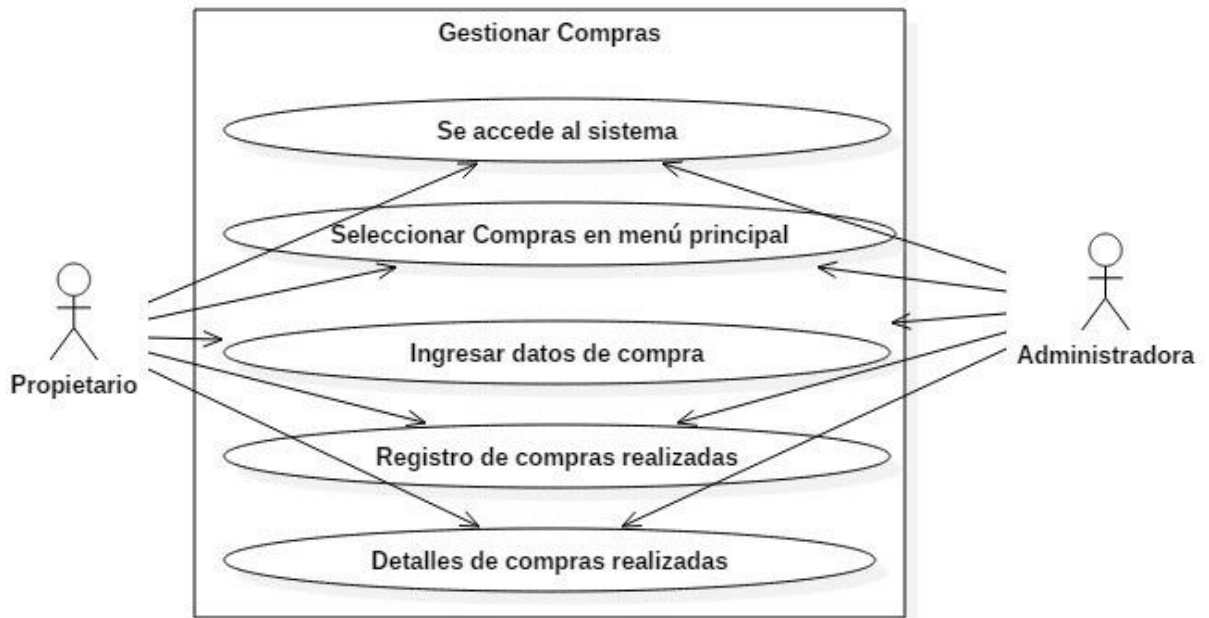 Gestionar Compras
Se accede al sistema
Seleccionar Compras en menú principal
Propietario
Ingresar datos de compra
Administradora
Registro de compras realizadas
Detalles de compras realizadas